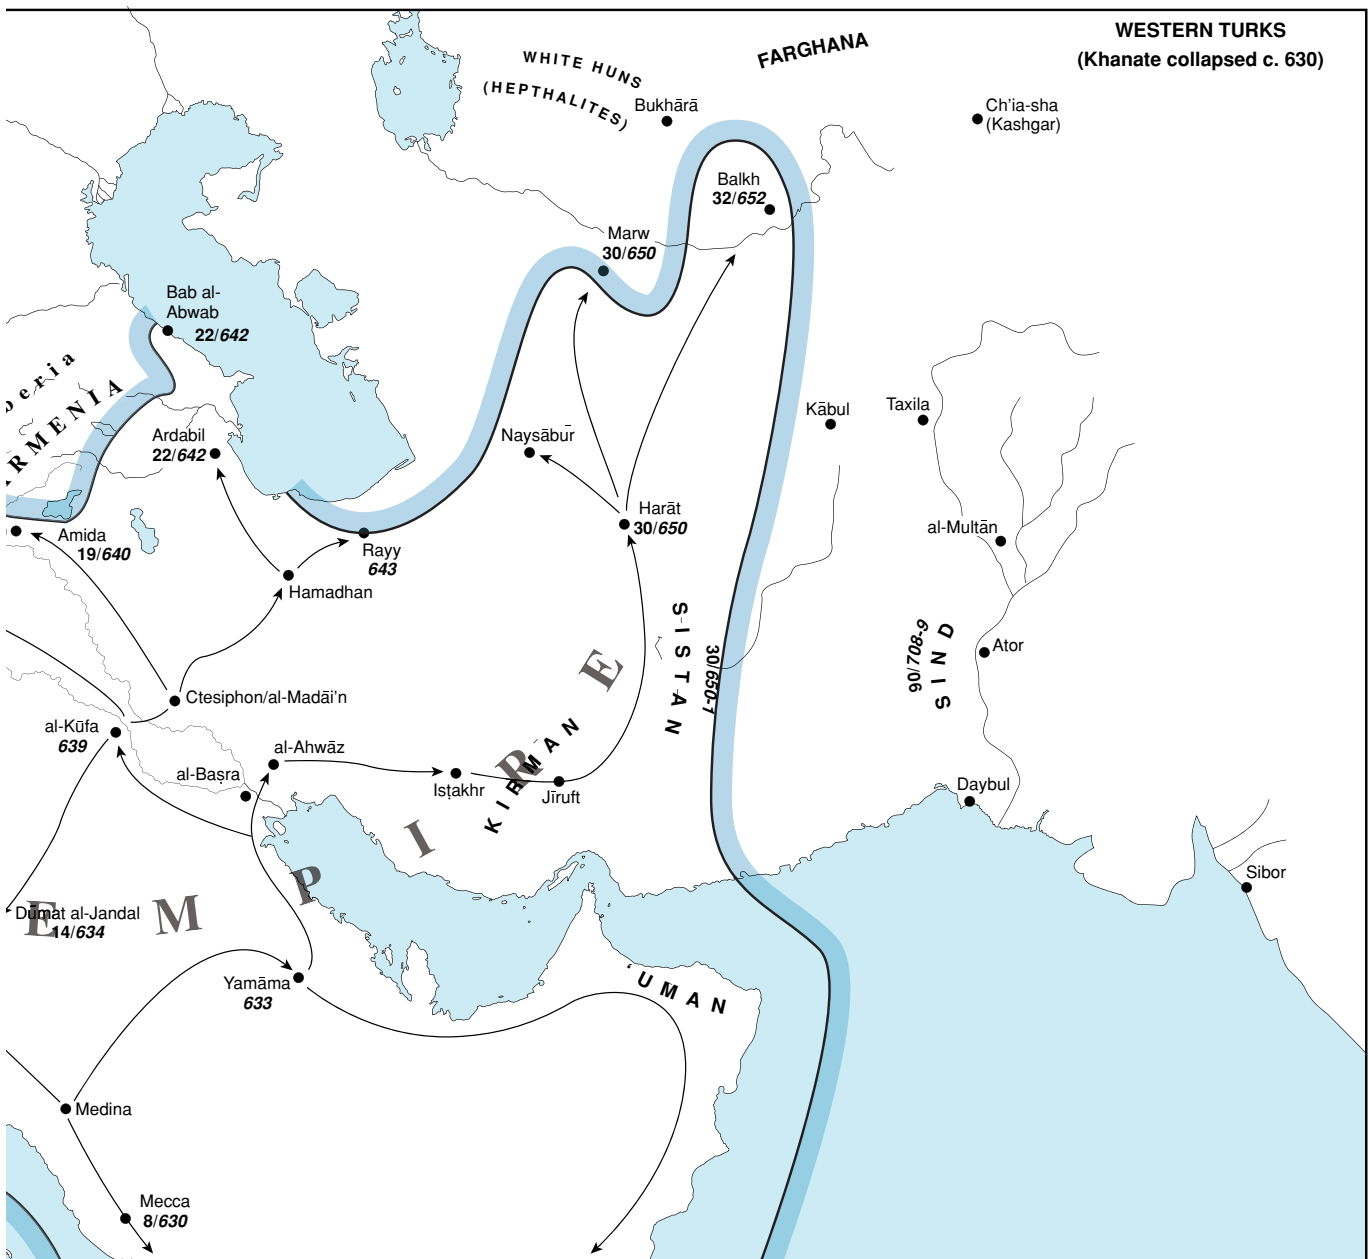 WESTERN TURKS
(Khanate collapsed c. 630)
FARGHANA
WHITE HUNS
(HEPTHALITES)
Bukhārā
Ch'ia-sha
(Kashgar)
Balkh
32/652
Marw
30/650
Bab al-
Abwab
22/642
beria
RMENIA
Ardabil
22/642
Naysābūr
Kābul
Taxila
Harāt
30/650
al-Multān
Amida
19/640
Rayy
643
Hamadhan
SISTAN
30/650-1
90/708-9
SIND
Ator
Ctesiphon/al-Madāi'n
al-Kūfa
639
al-Ahwāz
al-Baṣra
Iṣṭakhr
Jīruft
KIRMAN
Daybul
Sibor
EMPIRE
Dūmat al-Jandal
14/634
Yamāma
633
'UMAN
Medina
Mecca
8/630